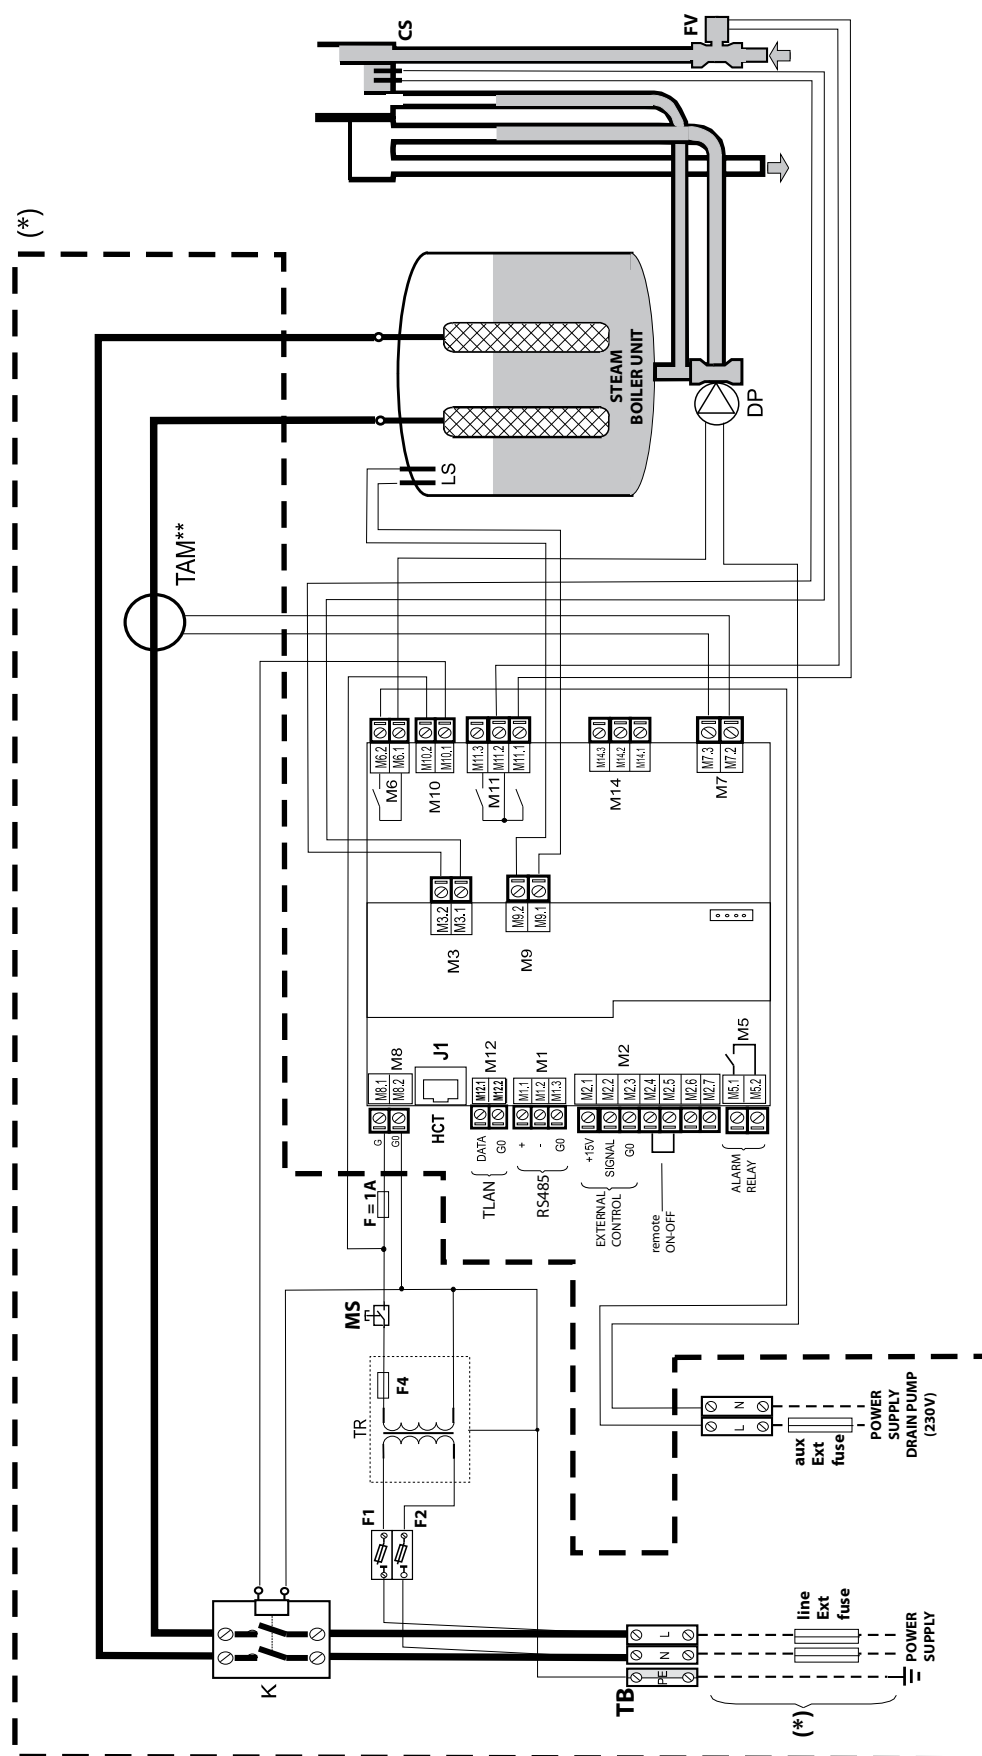 CS
FV
(*)
STEAM
BOILER UNIT
LS
DP
TAM**
M6.2
M6.1
M10.2
M10.1
M11.3
M11.2
M11.1
M14.3
M14.2
M14.1
M7.3
M7.2
M6
M10
M11
M14
M7
M3.2
M3.1
M9.2
M9.1
M3
M9
M8
J1
M12
M1
M2
M5
M8.1
M8.2
M12.1
M12.2
M1.1
M1.2
M1.3
M2.1
M2.2
M2.3
M2.4
M2.5
M2.6
M2.7
M5.1
M5.2
G
G0
HCT
DATA
G0
+
-
G0
+15V
SIGNAL
G0
TLAN
RS485
EXTERNAL
CONTROL
remote
ON-OFF
ALARM
RELAY
F = 1A
MS
F4
TR
F1
F2
N
L
aux
Ext
fuse
POWER
SUPPLY
DRAIN PUMP
(230V)
K
TB
L
N
PE
line
Ext
fuse
POWER
SUPPLY
(*)